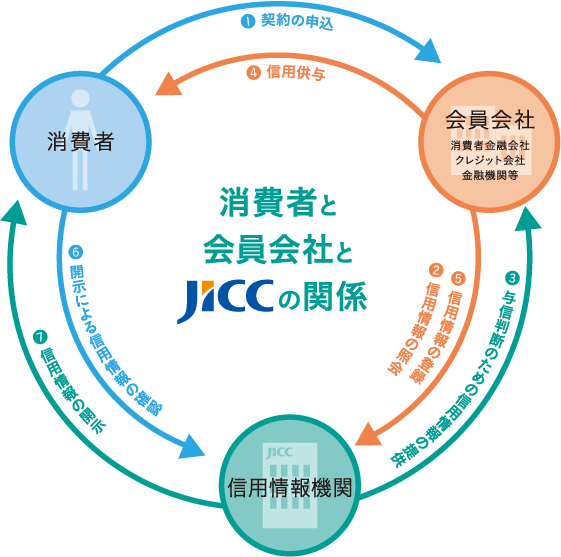 ❶ 契約の申込
❹ 信用供与
消費者
会員会社
消費者金融会社
クレジット会社
金融機関等
消費者と
会員会社と
JICCの関係
❻ 開示による信用情報の確認
❼ 信用情報の開示
❷ 信用情報の照会
❺ 信用情報の登録
❸ 与信判断のための信用情報の提供
JICC
信用情報機関